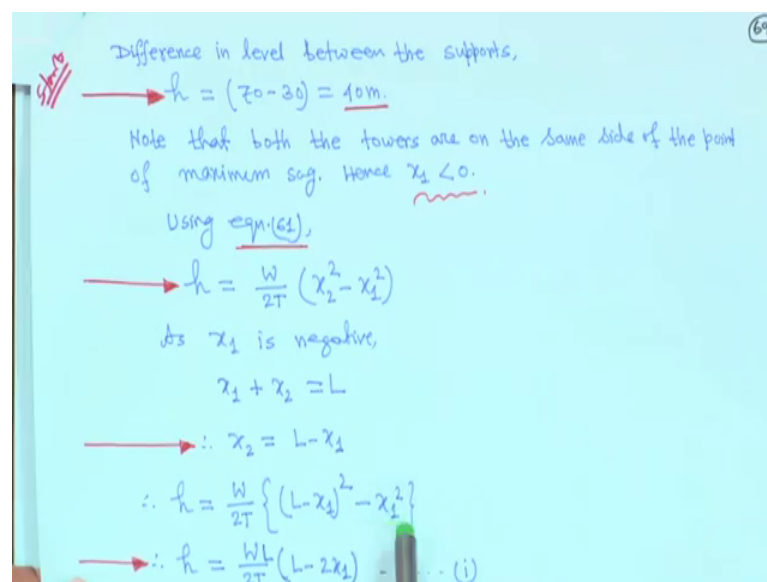 60
Difference in level between the supports,
h = (70-30) = 40m.
Note that both the towers are on the same side of the point
of maximum sag. Hence x₁ < 0.
Using eqn.(61),
h = W/2T (x₂² - x₁²)
As x₁ is negative,
x₁ + x₂ = L
∴ x₂ = L-x₁
∴ h = W/2T {(L-x₁)² - x₁²}
∴ h = WL/2T (L-2x₁) - ... (i)